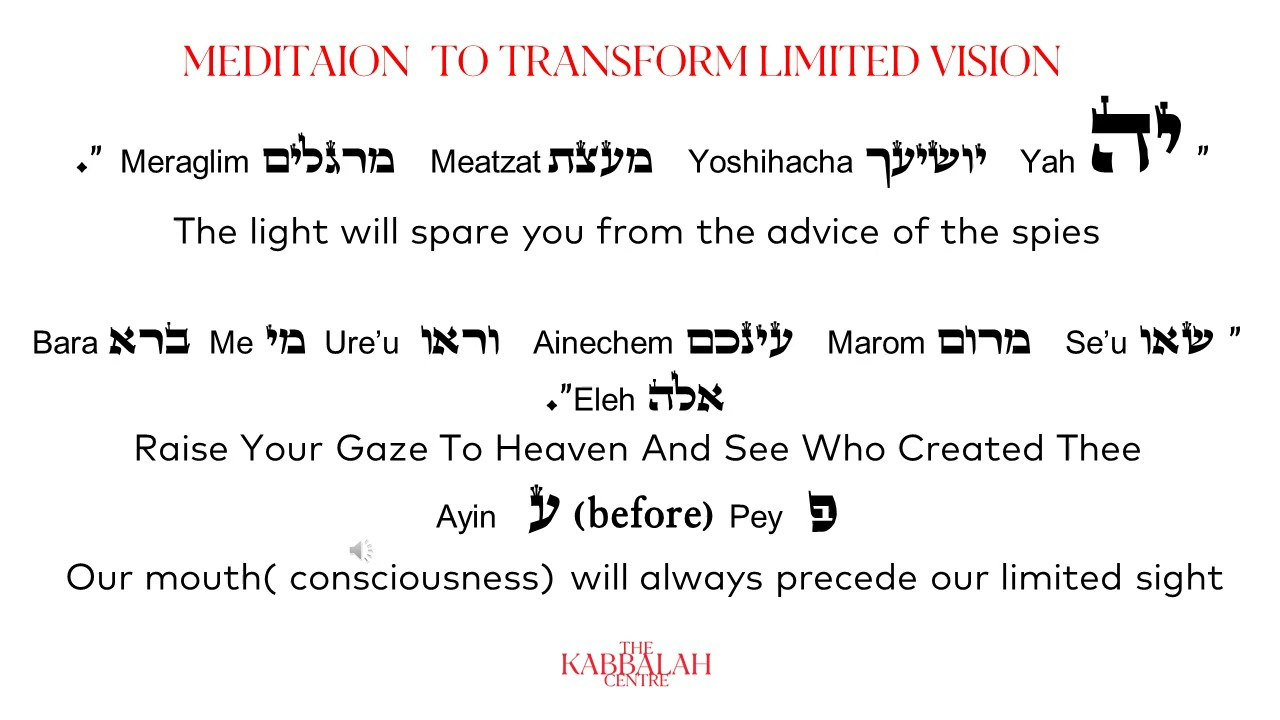 MEDITAION TO TRANSFORM LIMITED VISION
” יה Yah יושיעך Yoshihacha מעצת Meatzat מרגלים Meraglim ”.
The light will spare you from the advice of the spies
” שאו Se’u מרום Marom עינכם Ainechem וראו Ure’u מי Me ברא Bara
אלה Eleh”.
Raise Your Gaze To Heaven And See Who Created Thee
פ Pey (before) ע Ayin
Our mouth( consciousness) will always precede our limited sight
THE
KABBALAH
CENTRE